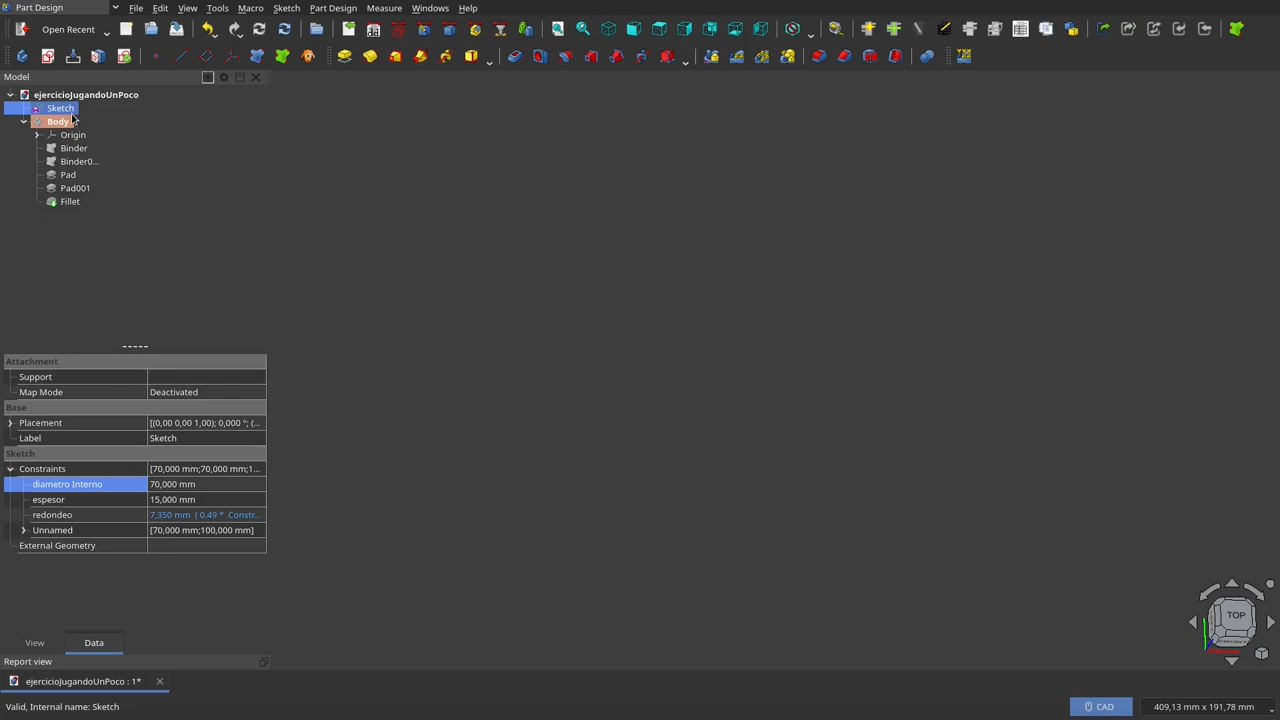 Part Design File Edit View Tools Macro Sketch Part Design Measure Windows Help
Open Recent
Model
ejercicioJugandoUnPoco
Sketch
Body
Origin
Binder
Binder0...
Pad
Pad001
Fillet
Attachment
Support
Map Mode Deactivated
Base
Placement [(0,00 0,00 1,00); 0,000 °; (...
Label Sketch
Sketch
Constraints [70,000 mm;70,000 mm;1...
diametro Interno 70,000 mm
espesor 15,000 mm
redondeo 7,350 mm ( 0.49 * .Constr...
Unnamed [70,000 mm;100,000 mm]
External Geometry
TOP
FRONT
View Data
Report view
ejercicioJugandoUnPoco : 1*
Valid, Internal name: Sketch CAD 409,13 mm x 191,78 mm